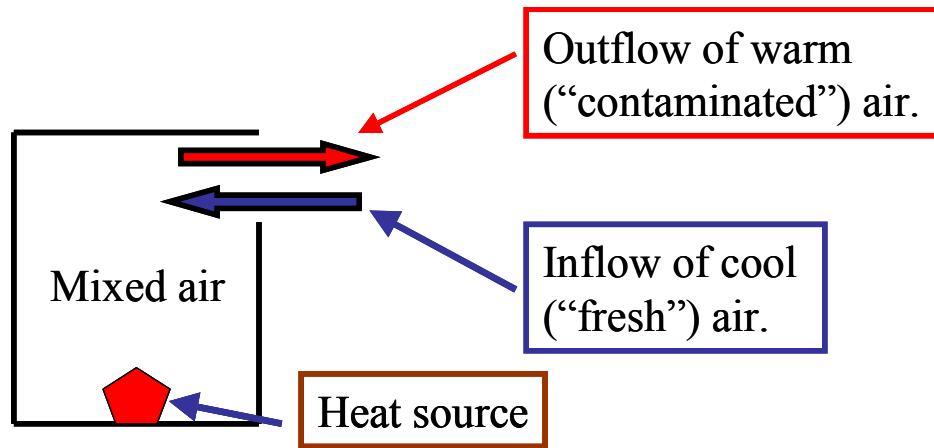 Outflow of warm
(“contaminated”) air.
Mixed air
Inflow of cool
(“fresh”) air.
Heat source